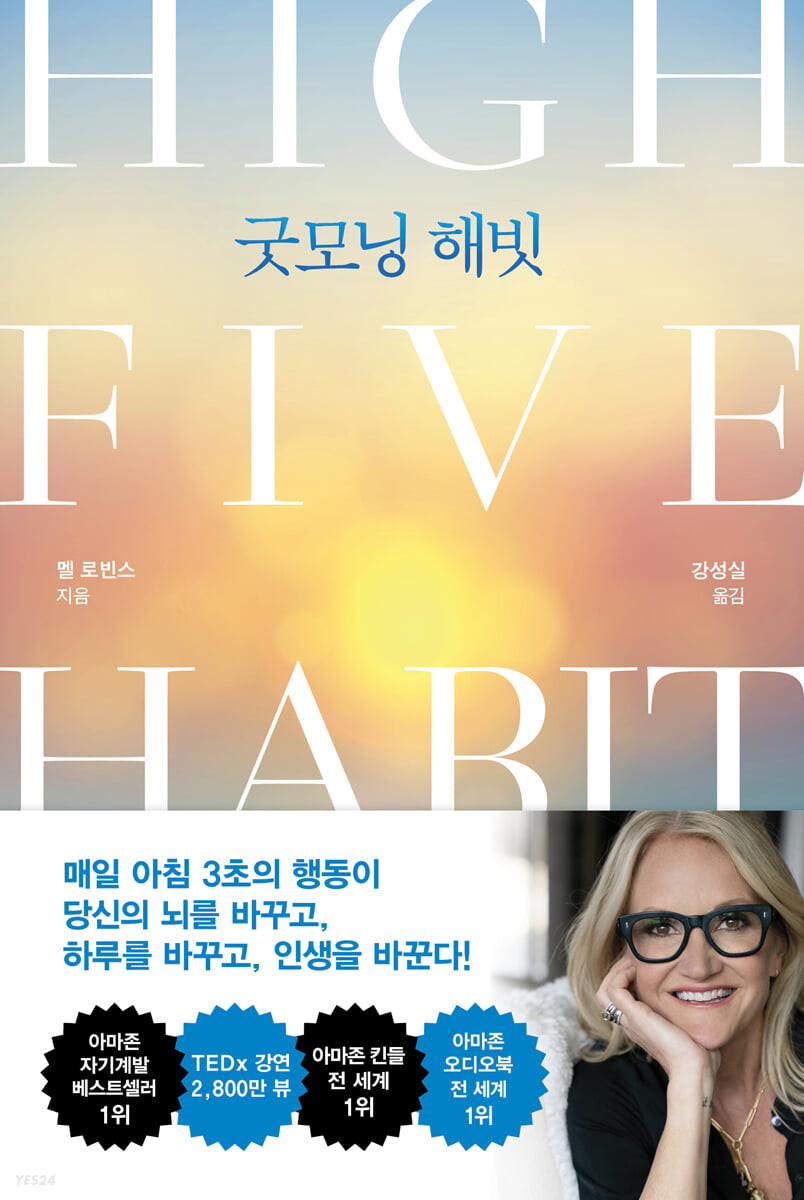 HIGH
굿모닝 해빗
FIVE
멜 로빈스
지음
강성실
옮김
HABIT
매일 아침 3초의 행동이
당신의 뇌를 바꾸고,
하루를 바꾸고, 인생을 바꾼다!
아마존
자기계발
베스트셀러
1위
TEDx 강연
2,800만 뷰
아마존 킨들
전 세계
1위
아마존
오디오북
전 세계
1위
YES24